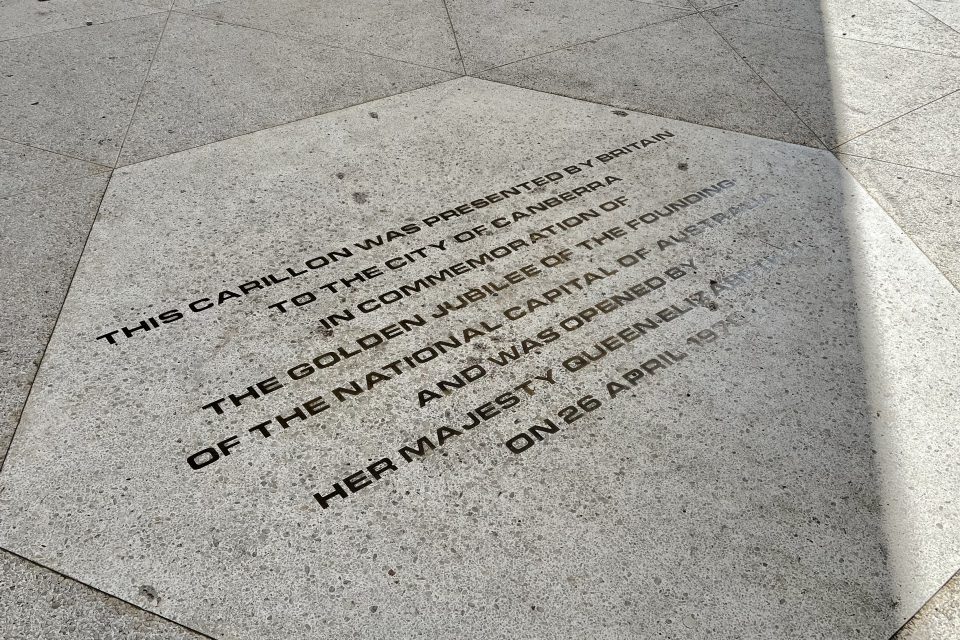 THIS CARILLON WAS PRESENTED BY BRITAIN
TO THE CITY OF CANBERRA
IN COMMEMORATION OF
THE GOLDEN JUBILEE OF THE FOUNDING
OF THE NATIONAL CAPITAL OF AUSTRALIA
AND WAS OPENED BY
HER MAJESTY QUEEN ELIZABETH
ON 26 APRIL 1970